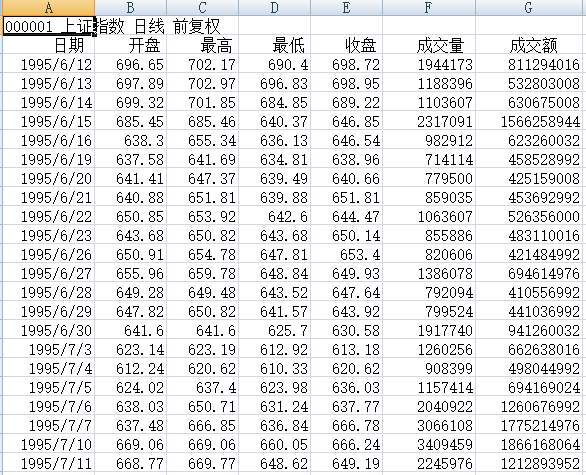 A B C D E F G
000001 上证指数 日线 前复权
日期 开盘 最高 最低 收盘 成交量 成交额
1995/6/12 696.65 702.17 690.4 698.72 1944173 811294016
1995/6/13 697.89 702.97 696.83 698.95 1188396 532803008
1995/6/14 699.32 701.85 684.85 689.22 1103607 630675008
1995/6/15 685.45 685.46 640.37 646.85 2317091 1566258944
1995/6/16 638.3 655.34 636.13 646.54 982912 623260032
1995/6/19 637.58 641.69 634.81 638.96 714114 458528992
1995/6/20 641.41 647.37 639.49 640.66 779500 425159008
1995/6/21 640.88 651.81 639.88 651.81 859035 453692992
1995/6/22 650.85 653.92 642.6 644.47 1063607 526356000
1995/6/23 643.68 650.82 643.68 650.14 855886 483110016
1995/6/26 650.91 654.78 647.81 653.4 820606 421484992
1995/6/27 655.96 659.78 648.84 649.93 1386078 694614976
1995/6/28 649.28 649.48 643.52 647.64 792094 410556992
1995/6/29 647.82 650.82 641.57 643.92 799524 441036992
1995/6/30 641.6 641.6 625.7 630.58 1917740 941260032
1995/7/3 623.14 623.19 612.92 613.18 1260256 662638016
1995/7/4 612.24 620.62 610.33 620.62 908399 498044992
1995/7/5 624.02 637.4 623.98 636.03 1157414 694169024
1995/7/6 638.03 650.71 631.24 637.77 2040922 1260676992
1995/7/7 637.48 666.85 636.84 666.78 3066108 1775214976
1995/7/10 669.06 669.06 660.05 666.24 3409459 1866168064
1995/7/11 668.77 669.77 648.62 649.19 2245976 1212893952